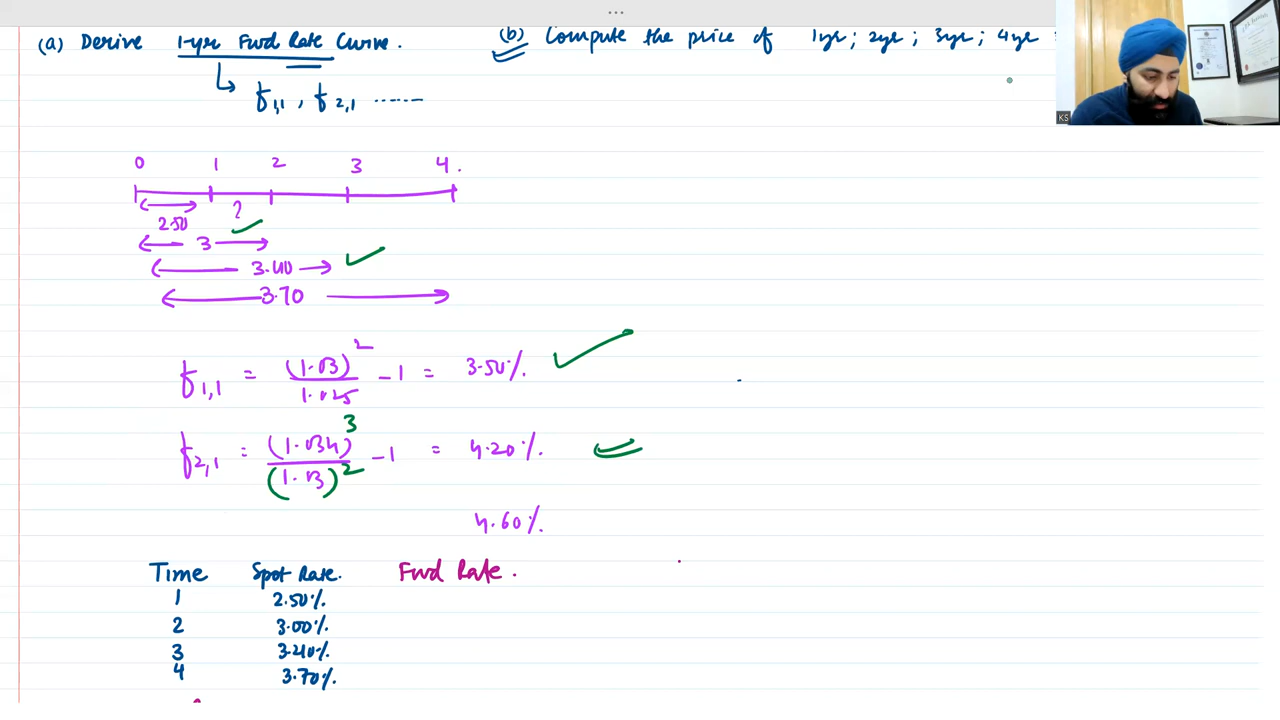 (a) Derive 1-year Fwd Rate Curve. (b) Compute the price of 1yr; 2yr; 3yr; 4yr
f1,1 , f2,1 ........
0 1 2 3 4.
2.50 ?
3
3.40
3.70
f1,1 = (1.03)^2 / 1.025 - 1 = 3.50%.
f2,1 = (1.034)^3 / (1.03)^2 - 1 = 4.20%.
4.60%.
Time Spot Rate. Fwd Rate.
1 2.50%.
2 3.00%.
3 3.40%.
4 3.70%.
KS